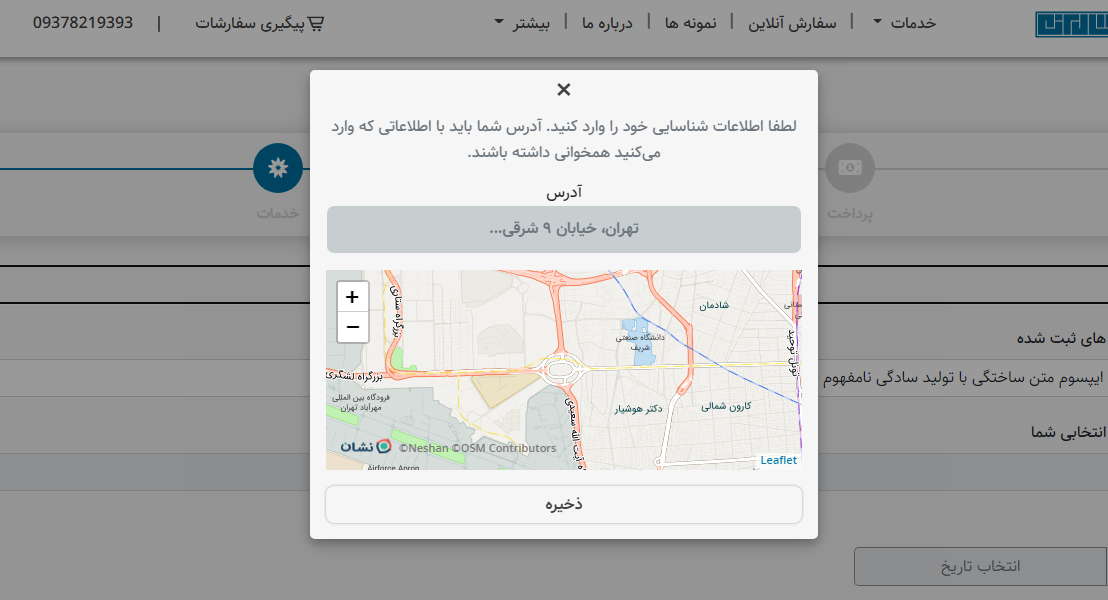 خدمات
سفارش آنلاین
نمونه ها
درباره ما
بیشتر
پیگیری سفارشات
|
09378219393
لطفا اطلاعات شناسایی خود را وارد کنید. آدرس شما باید با اطلاعاتی که وارد
می‌کنید همخوانی داشته باشند.
آدرس
تهران، خیابان ۹ شرقی...
پرداخت
خدمات
+
−
شادمان
دانشگاه صنعتی
شریف
بزرگراه ستاری
تونل توحید
بزرگراه لشگری
فرودگاه بین المللی
مهرآباد تهران
دکتر هوشیار
کارون شمالی
آیت الله سعیدی
نشان
©Neshan ©OSM Contributors
Leaflet
Airforce Apron
ذخیره
های ثبت شده
ایپسوم متن ساختگی با تولید سادگی نامفهوم
انتخابی شما
انتخاب تاریخ